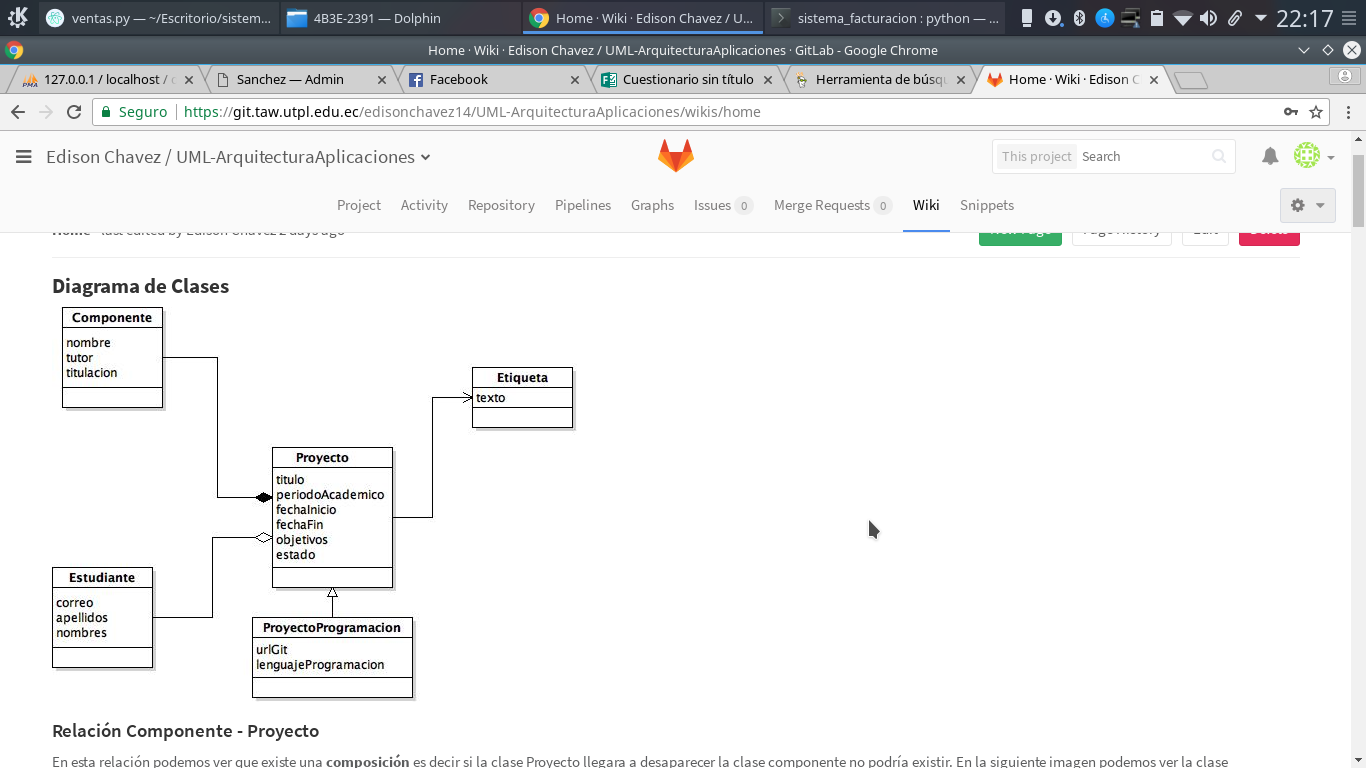 ventas.py — ~/Escritorio/sistem...
4B3E-2391 — Dolphin
Home · Wiki · Edison Chavez / U...
sistema_facturacion : python — ...
22:17
Home · Wiki · Edison Chavez / UML-ArquitecturaAplicaciones · GitLab - Google Chrome
127.0.0.1 / localhost /
Sanchez — Admin
Facebook
Cuestionario sin título
Herramienta de búsq
Home · Wiki · Edison C
Seguro
https://git.taw.utpl.edu.ec/edisonchavez14/UML-ArquitecturaAplicaciones/wikis/home
Edison Chavez / UML-ArquitecturaAplicaciones
This project
Search
Project
Activity
Repository
Pipelines
Graphs
Issues 0
Merge Requests 0
Wiki
Snippets
Home last edited by Edison Chavez 2 days ago
New Page
Page History
Edit
Delete
Diagrama de Clases
Componente
nombre
tutor
titulacion
Etiqueta
texto
Proyecto
titulo
periodoAcademico
fechaInicio
fechaFin
objetivos
estado
Estudiante
correo
apellidos
nombres
ProyectoProgramacion
urlGit
lenguajeProgramacion
Relación Componente - Proyecto
En esta relación podemos ver que existe una composición es decir si la clase Proyecto llegara a desaparecer la clase componente no podría existir. En la siguiente imagen podemos ver la clase